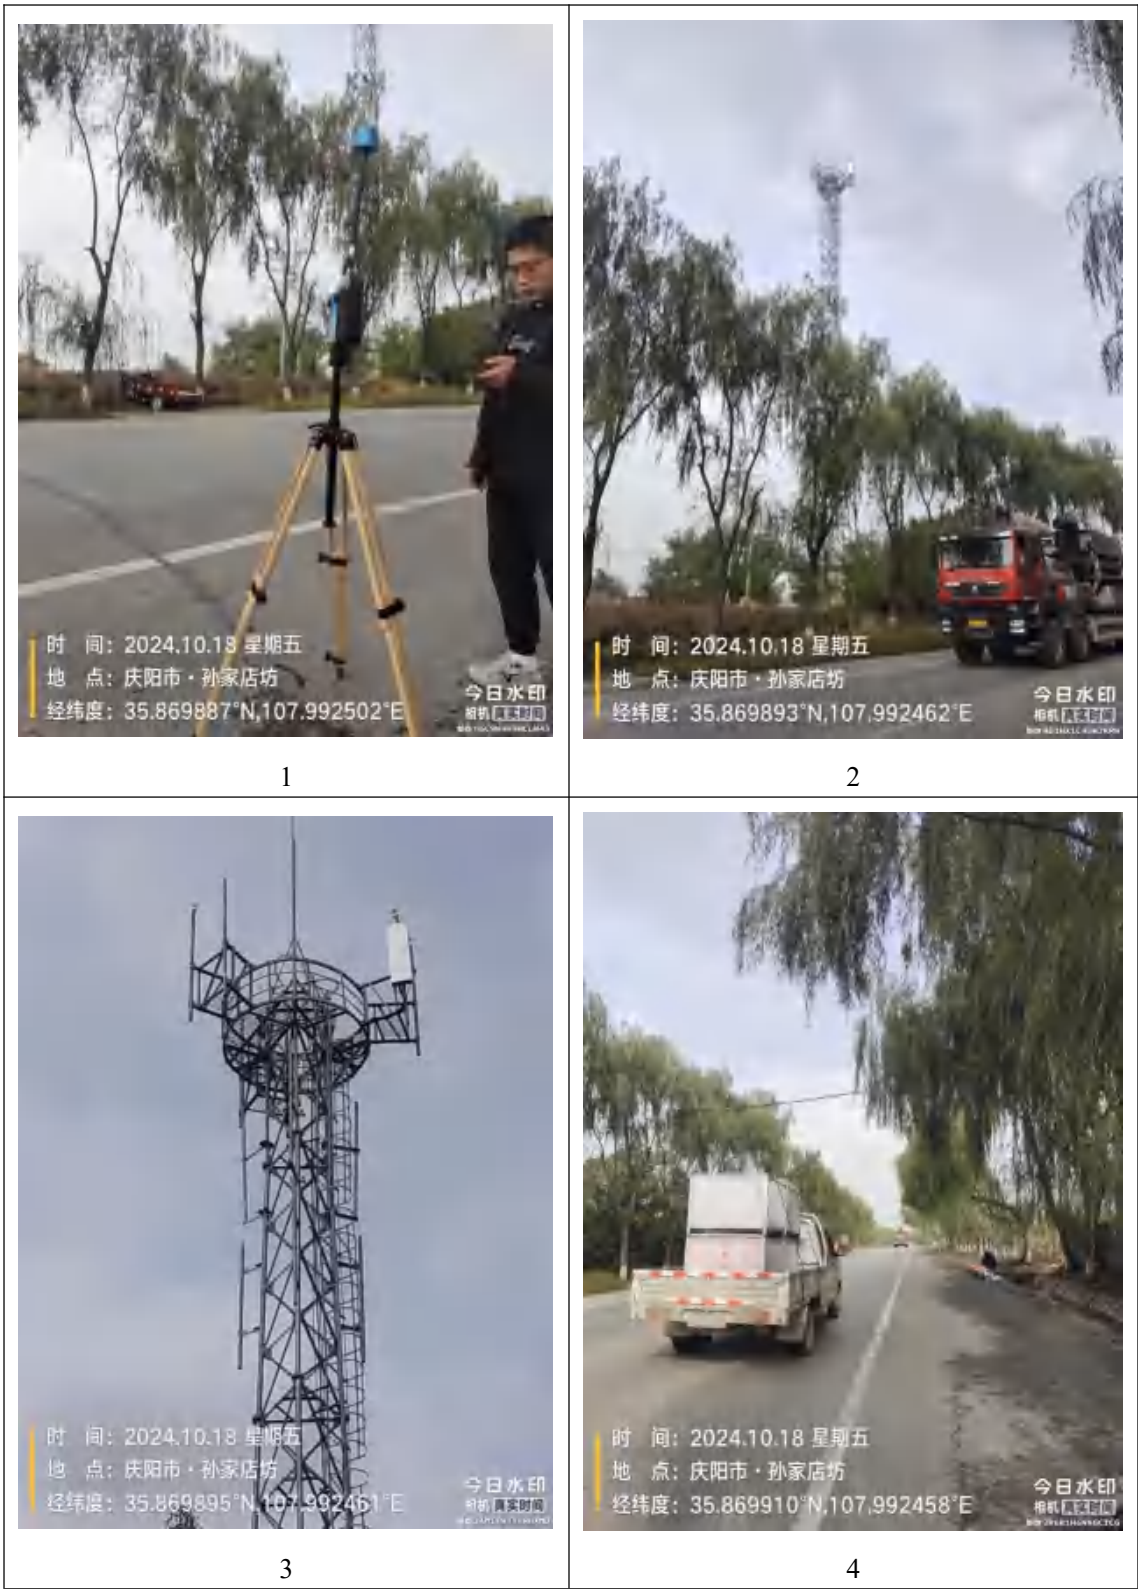 时 间：2024.10.18 星期五
地 点：庆阳市·孙家店坊
经纬度：35.869887°N,107.992502°E
今日水印
相机 真实时间
1
时 间：2024.10.18 星期五
地 点：庆阳市·孙家店坊
经纬度：35.869893°N,107.992462°E
今日水印
相机 真实时间
2
时 间：2024.10.18 星期五
地 点：庆阳市·孙家店坊
经纬度：35.869895°N,107.992461°E
今日水印
相机 真实时间
3
时 间：2024.10.18 星期五
地 点：庆阳市·孙家店坊
经纬度：35.869910°N,107.992458°E
今日水印
相机 真实时间
4